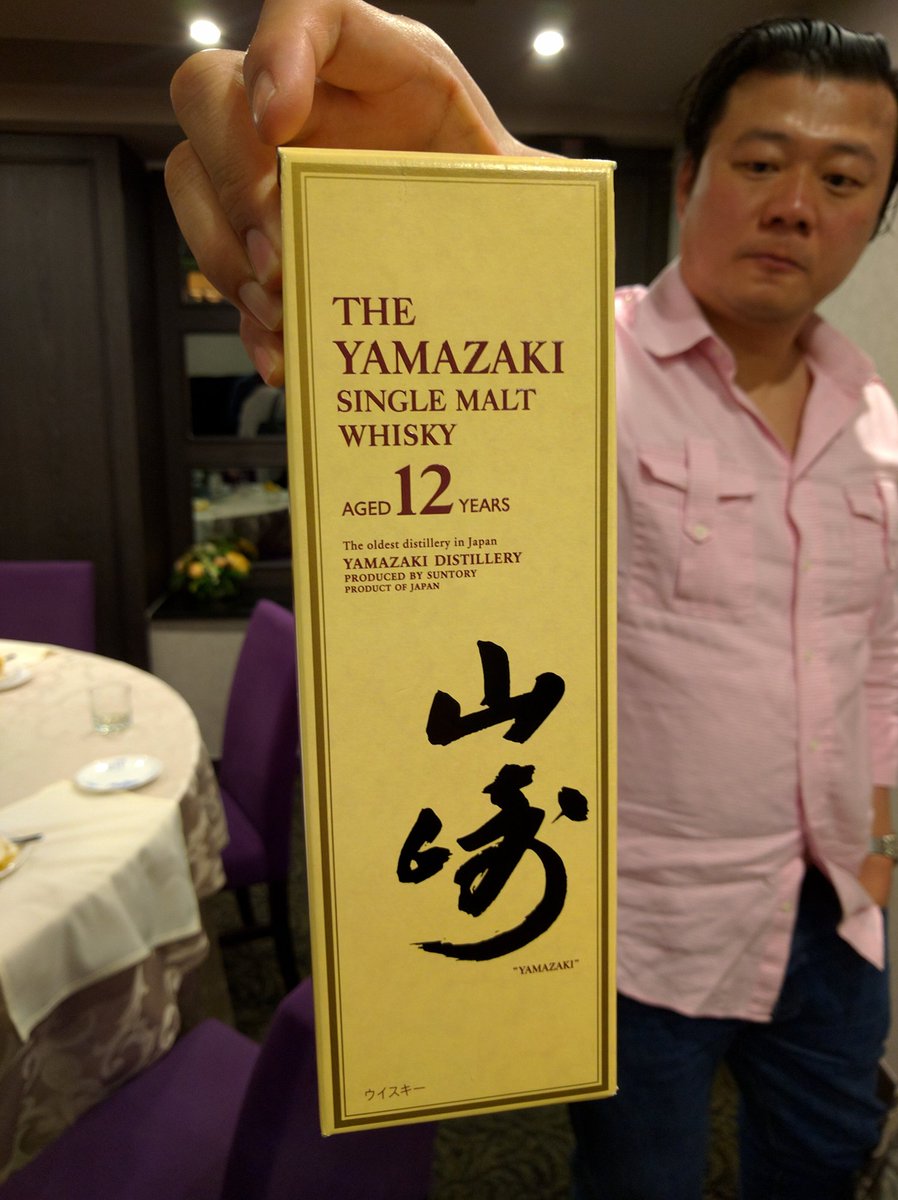 THE
YAMAZAKI
SINGLE MALT
WHISKY
AGED 12 YEARS
The oldest distillery in Japan
YAMAZAKI DISTILLERY
PRODUCED BY SUNTORY
PRODUCT OF JAPAN
山
崎
"YAMAZAKI"
ウイスキー